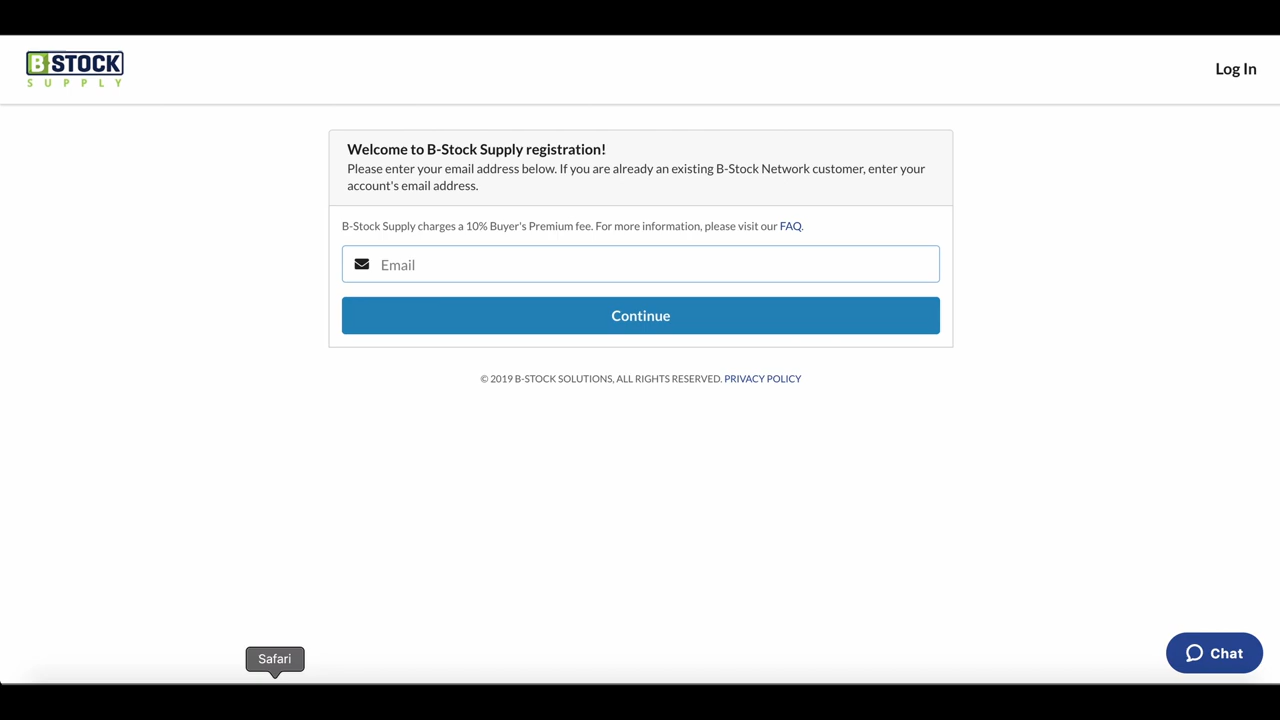 B STOCK
SUPPLY
Log In
Welcome to B-Stock Supply registration!
Please enter your email address below. If you are already an existing B-Stock Network customer, enter your
account's email address.
B-Stock Supply charges a 10% Buyer's Premium fee. For more information, please visit our FAQ.
Email
Continue
© 2019 B-STOCK SOLUTIONS, ALL RIGHTS RESERVED. PRIVACY POLICY
Chat
Safari